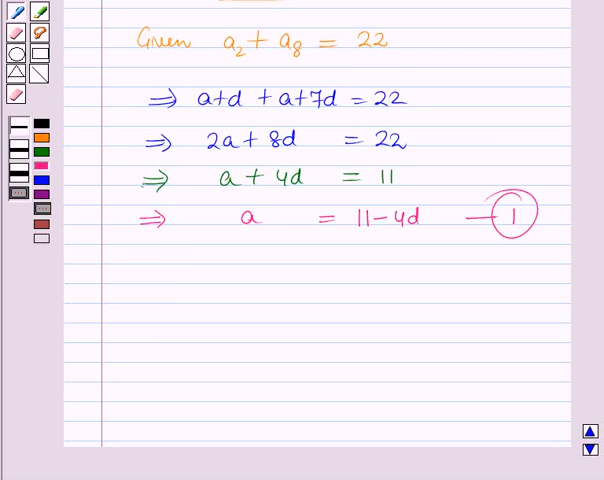 Given a₂ + a₈ = 22
⇒ a+d + a+7d = 22
⇒ 2a + 8d = 22
⇒ a + 4d = 11
⇒ a = 11 - 4d — ①